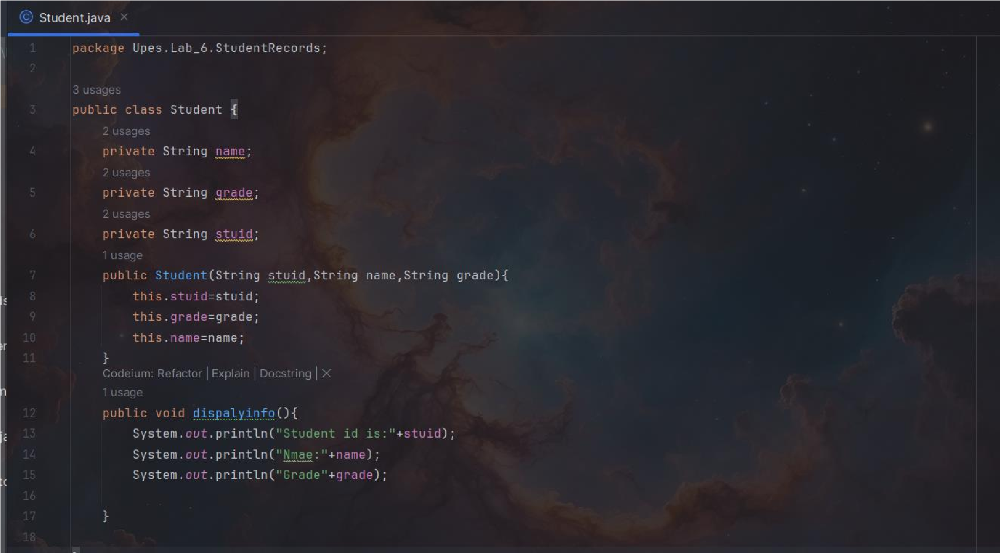 Student.java
1 package Upes.Lab_6.StudentRecords;
2
3 usages
3 public class Student {
2 usages
4 private String name;
2 usages
5 private String grade;
2 usages
6 private String stuid;
1 usage
7 public Student(String stuid,String name,String grade){
8 this.stuid=stuid;
9 this.grade=grade;
10 this.name=name;
11 }
Codeium: Refactor | Explain | Docstring |
1 usage
12 public void dispalyinfo(){
13 System.out.println("Student id is:"+stuid);
14 System.out.println("Nmae:"+name);
15 System.out.println("Grade"+grade);
16
17 }
18